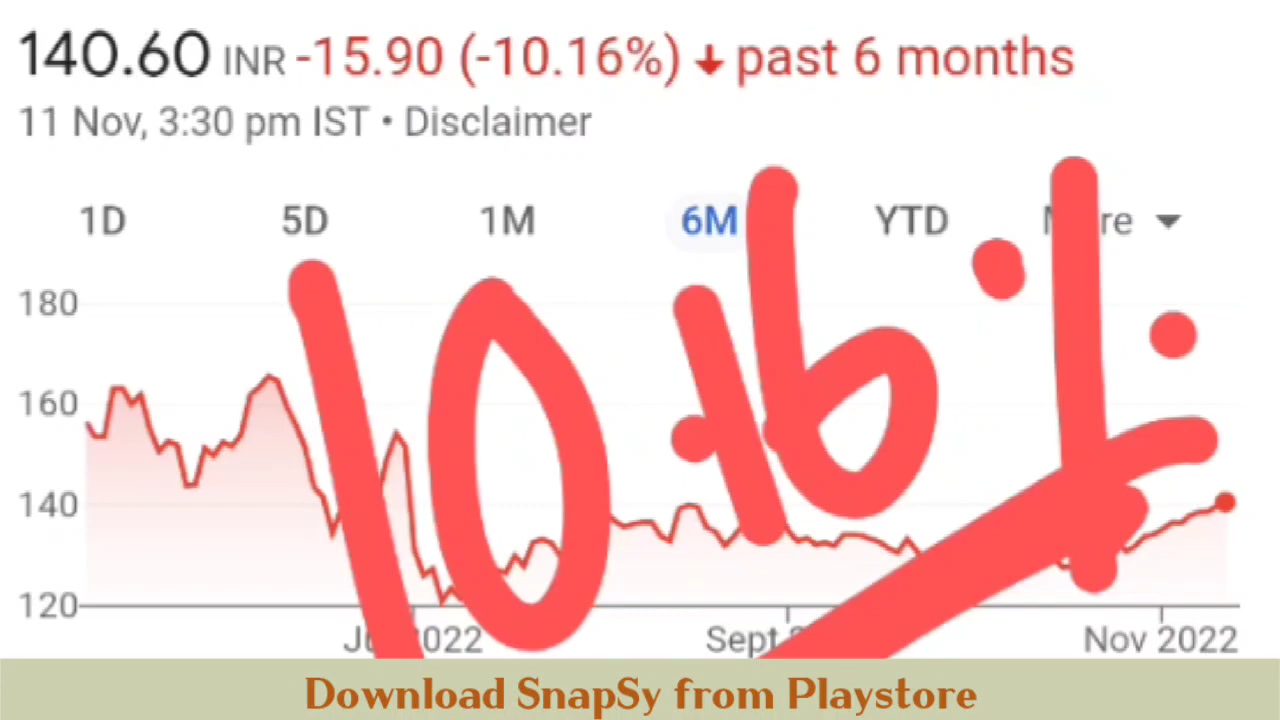 140.60 INR -15.90 (-10.16%) ↓ past 6 months
11 Nov, 3:30 pm IST • Disclaimer
1D 5D 1M 6M YTD
180
160
140
120
10.16 %
2022 Sept Nov 2022
Download SnapSy from Playstore